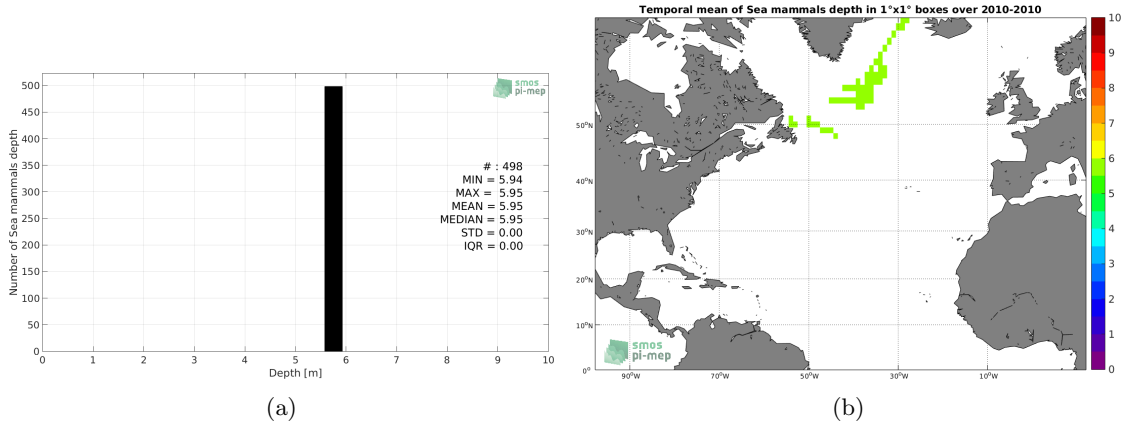 500
450
400
350
300
250
200
150
100
50
0
Number of Sea mammals depth
0 1 2 3 4 5 6 7 8 9 10
Depth [m]
smos
pi-mep
# : 498
MIN = 5.94
MAX = 5.95
MEAN = 5.95
MEDIAN = 5.95
STD = 0.00
IQR = 0.00
(a)
Temporal mean of Sea mammals depth in 1°x1° boxes over 2010-2010
50°N
40°N
30°N
20°N
10°N
0°
90°W 70°W 50°W 30°W 10°W
smos
pi-mep
10
9
8
7
6
5
4
3
2
1
0
(b)